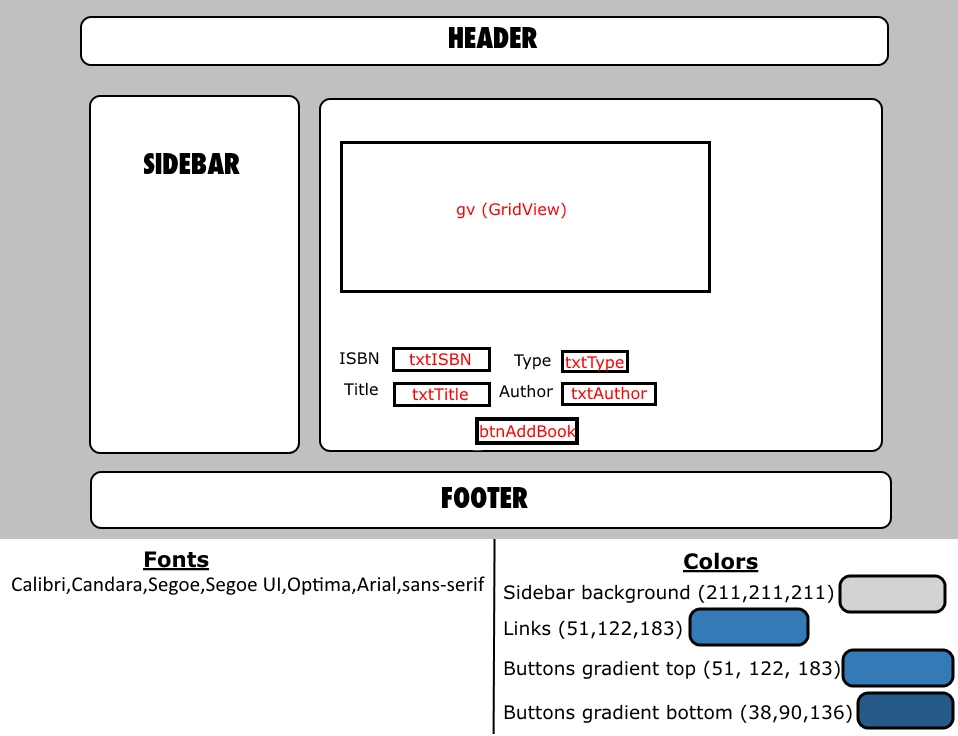 HEADER
SIDEBAR
gv (GridView)
ISBN txtISBN Type txtType
Title txtTitle Author txtAuthor
btnAddBook
FOOTER
Fonts
Calibri,Candara,Segoe,Segoe UI,Optima,Arial,sans-serif
Colors
Sidebar background (211,211,211)
Links (51,122,183)
Buttons gradient top (51, 122, 183)
Buttons gradient bottom (38,90,136)